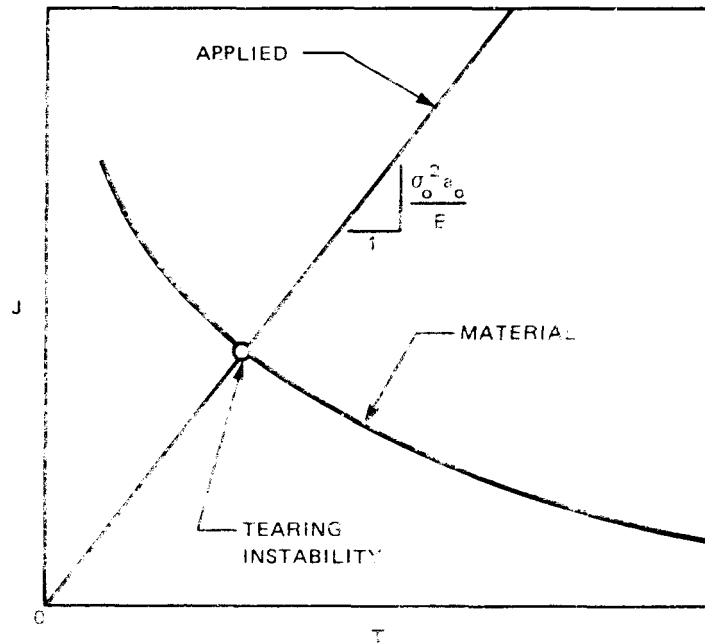 APPLIED
σo²ao
E
1
J
MATERIAL
TEARING
INSTABILITY
0
T